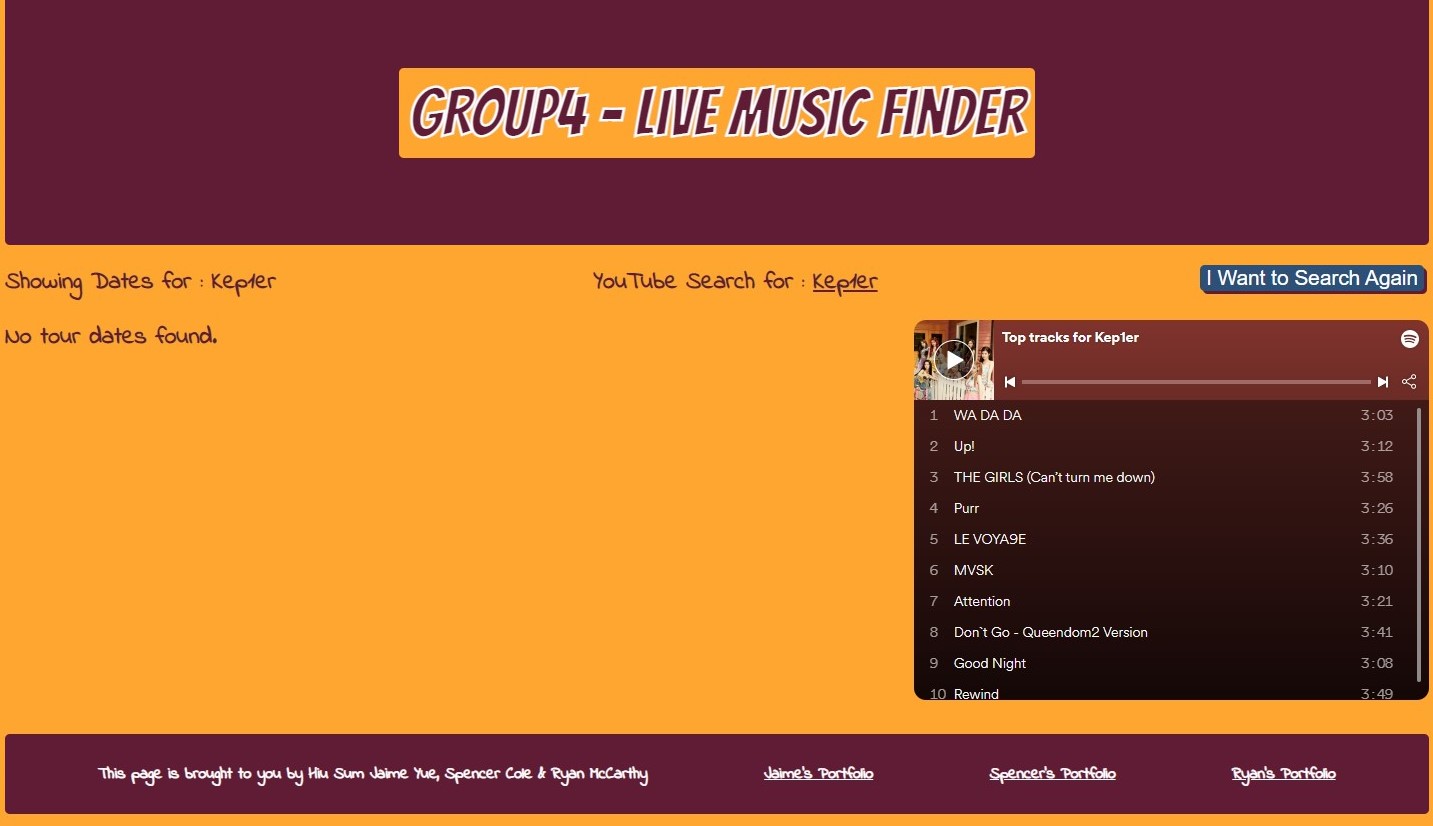 GROUP4 - LIVE MUSIC FINDER
Showing Dates for : Kep1er
YouTube Search for : Kep1er
I Want to Search Again
No tour dates found.
Top tracks for Kep1er
1 WA DA DA 3:03
2 Up! 3:12
3 THE GIRLS (Can't turn me down) 3:58
4 Purr 3:26
5 LE VOYA9E 3:36
6 MVSK 3:10
7 Attention 3:21
8 Don`t Go - Queendom2 Version 3:41
9 Good Night 3:08
10 Rewind 3:49
This page is brought to you by Hiu Sum Jaime Yue, Spencer Cole & Ryan McCarthy
Jaime's Portfolio
Spencer's Portfolio
Ryan's Portfolio